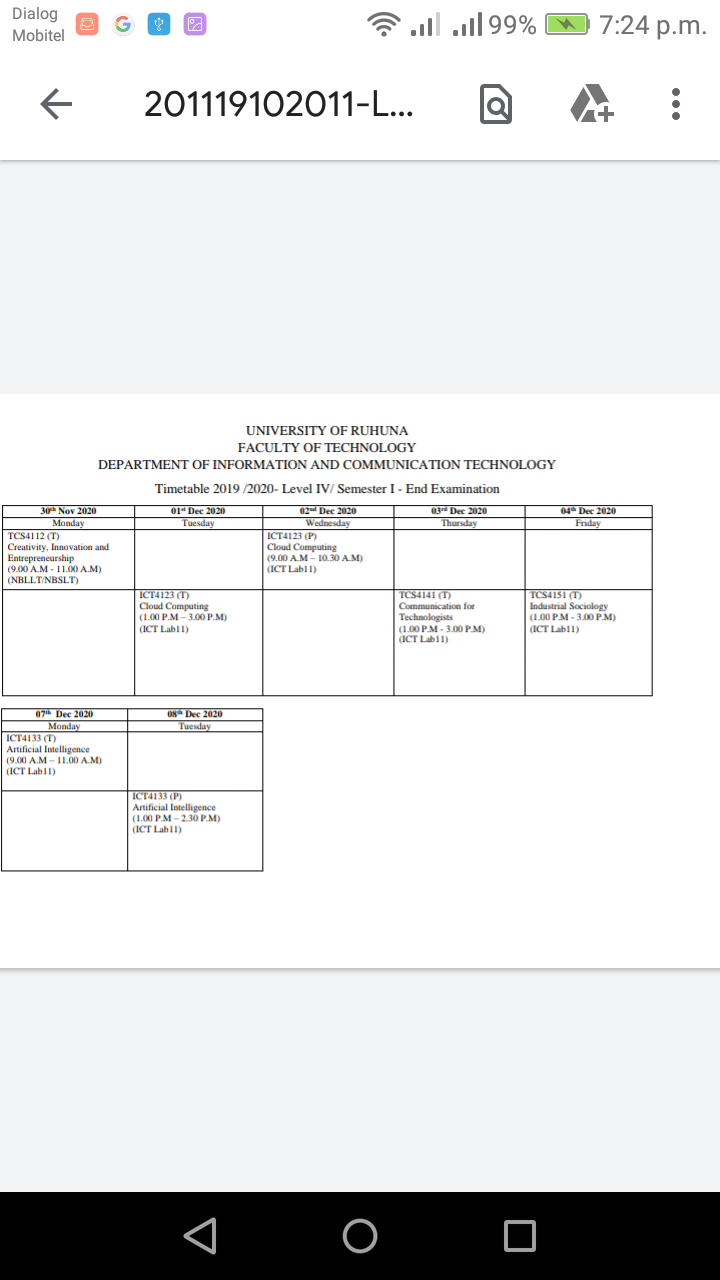 Dialog
Mobitel
99%
7:24 p.m.
201119102011-L...
UNIVERSITY OF RUHUNA
FACULTY OF TECHNOLOGY
DEPARTMENT OF INFORMATION AND COMMUNICATION TECHNOLOGY
Timetable 2019 /2020- Level IV/ Semester I - End Examination
30th Nov 2020
Monday
01st Dec 2020
Tuesday
02nd Dec 2020
Wednesday
03rd Dec 2020
Thursday
04th Dec 2020
Friday
TCS4112 (T)
Creativity, Innovation and
Entrepreneurship
(9.00 A.M - 11.00 A.M)
(NBLLT/NBSLT)
ICT4123 (P)
Cloud Computing
(9.00 A.M – 10.30 A.M)
(ICT Lab11)
ICT4123 (T)
Cloud Computing
(1.00 P.M – 3.00 P.M)
(ICT Lab11)
TCS4141 (T)
Communication for
Technologists
(1.00 P.M - 3.00 P.M)
(ICT Lab11)
TCS4151 (T)
Industrial Sociology
(1.00 P.M - 3.00 P.M)
(ICT Lab11)
07th Dec 2020
Monday
08th Dec 2020
Tuesday
ICT4133 (T)
Artificial Intelligence
(9.00 A.M – 11.00 A.M)
(ICT Lab11)
ICT4133 (P)
Artificial Intelligence
(1.00 P.M – 2.30 P.M)
(ICT Lab11)